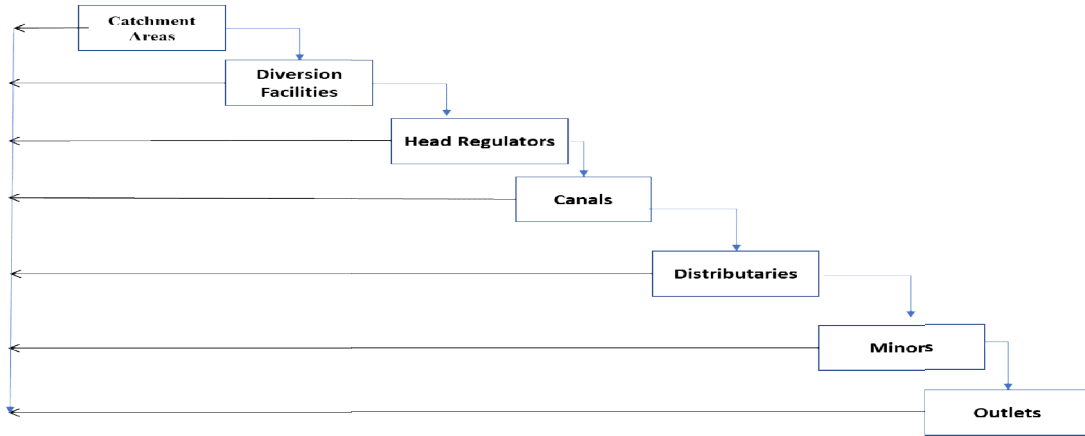 Catchment
Areas
Diversion
Facilities
Head Regulators
Canals
Distributaries
Minors
Outlets